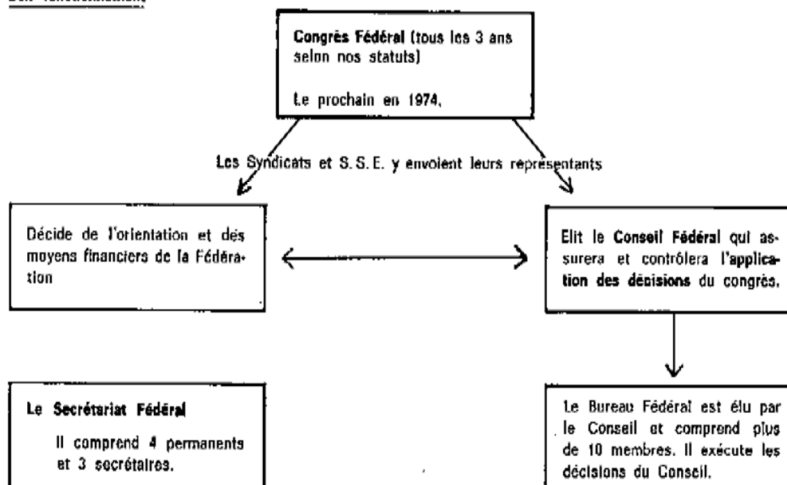 Congrès Fédéral (tous les 3 ans
selon nos statuts)
Le prochain en 1974.
Les Syndicats et S.S.E. y envoient leurs représentants
Décide de l'orientation et des
moyens financiers de la Fédéra-
tion
Elit le Conseil Fédéral qui as-
surera et contrôlera l'applica-
tion des décisions du congrès.
Le Secrétariat Fédéral
Il comprend 4 permanents
et 3 secrétaires.
Le Bureau Fédéral est élu par
le Conseil et comprend plus
de 10 membres. Il exécute les
décisions du Conseil.